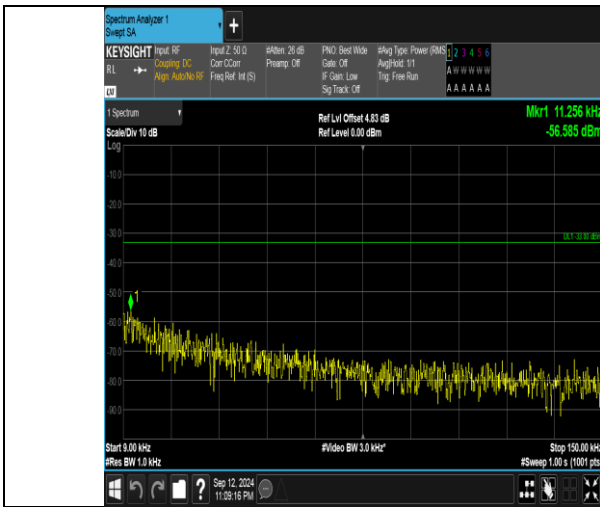 Spectrum Analyzer 1
Swept SA
KEYSIGHT Input: RF Input Z: 50 Ω #Atten: 26 dB PNO: Best Wide #Avg Type: Power (RMS 1 2 3 4 5 6
RL Coupling: DC Corr CCorr Preamp: Off Gate: Off Avg|Hold: 1/1 A W W W W W
Align: Auto/No RF Freq Ref: Int (S) IF Gain: Low Trig: Free Run
LXI Sig Track: Off A A A A A A
1 Spectrum Ref Lvl Offset 4.83 dB Mkr1 11.256 kHz
Scale/Div 10 dB Ref Level 0.00 dBm -56.585 dBm
Log
-10.0
-20.0
-30.0
DL1 -33.00 dBm
-40.0
-50.0
1
-60.0
-70.0
-80.0
-90.0
Start 9.00 kHz #Video BW 3.0 kHz* Stop 150.00 kHz
#Res BW 1.0 kHz #Sweep 1.00 s (1001 pts
? Sep 12, 2024
11:09:16 PM